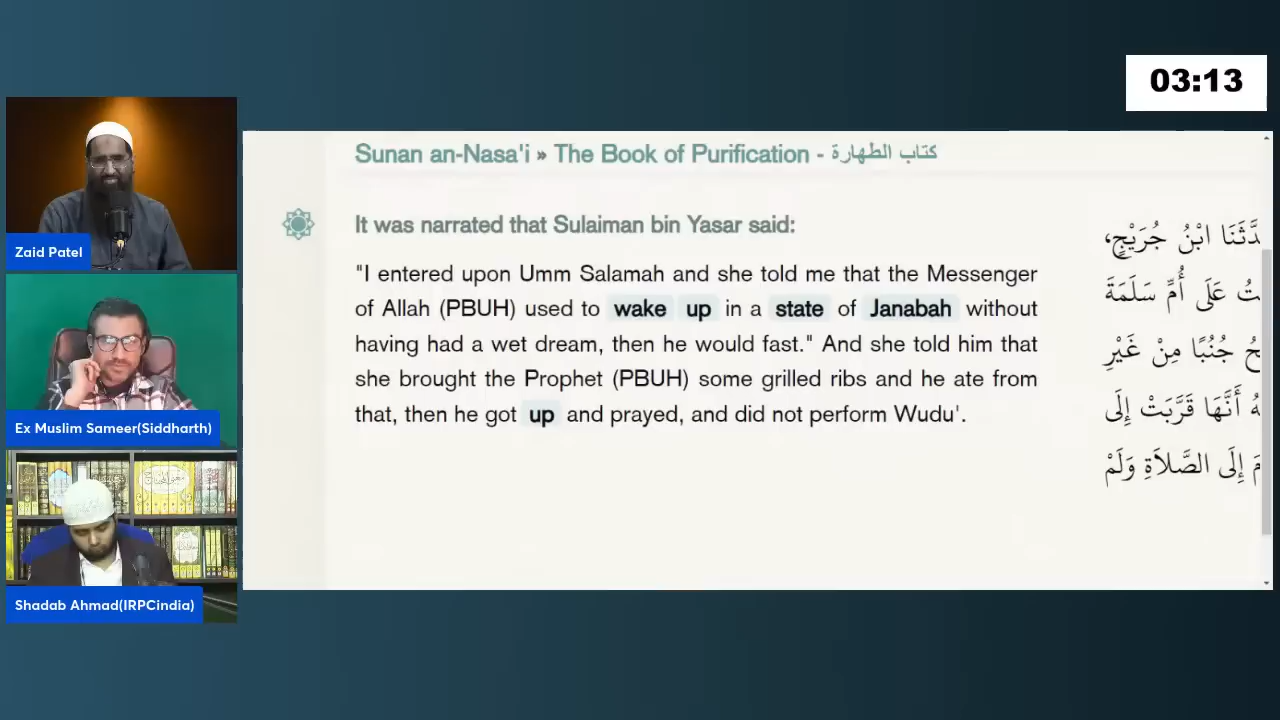 03:13
Sunan an-Nasa'i » The Book of Purification - كتاب الطهارة
It was narrated that Sulaiman bin Yasar said:
"I entered upon Umm Salamah and she told me that the Messenger
of Allah (PBUH) used to wake up in a state of Janabah without
having had a wet dream, then he would fast." And she told him that
she brought the Prophet (PBUH) some grilled ribs and he ate from
that, then he got up and prayed, and did not perform Wudu'.
دَّثَنَا ابْنُ جُرَيْجٍ،
تُ عَلَى أُمِّ سَلَمَةَ
حُ جُنُبًا مِنْ غَيْرِ
هُ أَنَّهَا قَرَّبَتْ إِلَى
مَ إِلَى الصَّلاَةِ وَلَمْ
Zaid Patel
Ex Muslim Sameer(Siddharth)
Shadab Ahmad(IRPCindia)